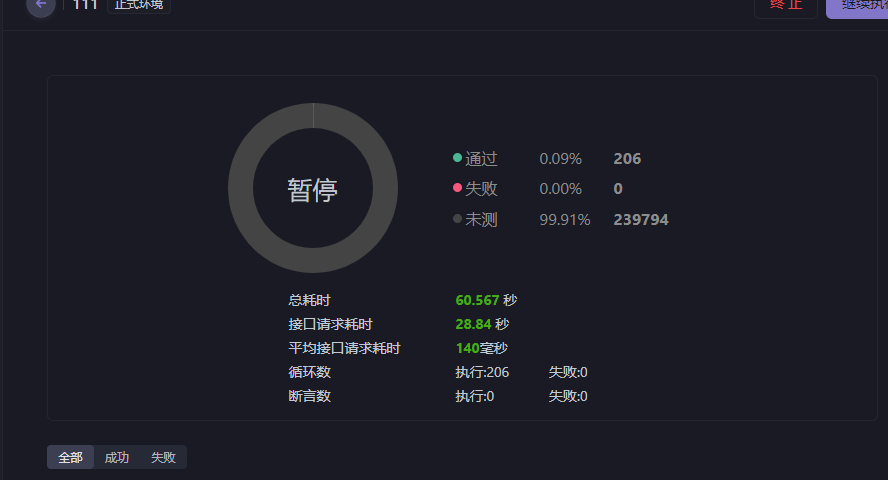 111 正式环境 终止 继续执行
暂停
通过 0.09% 206
失败 0.00% 0
未测 99.91% 239794
总耗时 60.567 秒
接口请求耗时 28.84 秒
平均接口请求耗时 140毫秒
循环数 执行:206 失败:0
断言数 执行:0 失败:0
全部 成功 失败